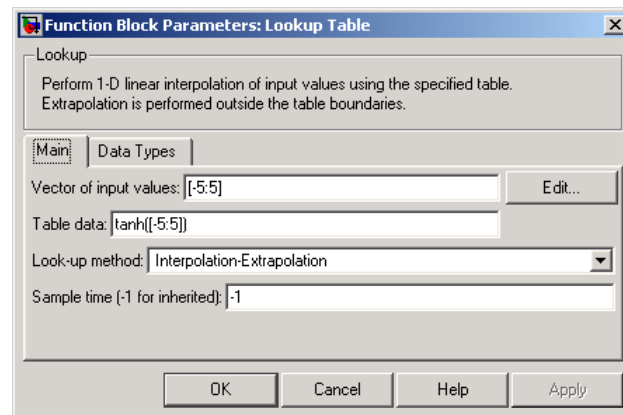 Function Block Parameters: Lookup Table
Lookup
Perform 1-D linear interpolation of input values using the specified table.
Extrapolation is performed outside the table boundaries.
Main Data Types
Vector of input values: [-5:5] Edit...
Table data: tanh([-5:5])
Look-up method: Interpolation-Extrapolation
Sample time (-1 for inherited): -1
OK Cancel Help Apply